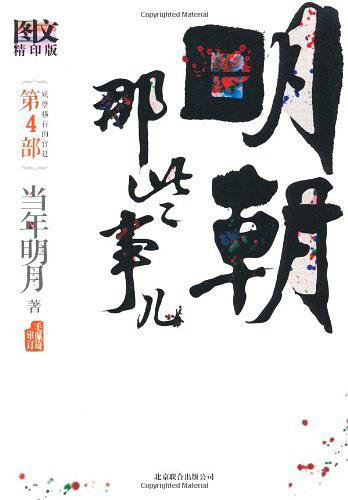 Copyrighted Material
图文
精印版
妖孽横行的宫廷
第4部
当年明月
著
毛佩琦
审订
明朝
那些事儿
北京联合出版公司
Copyrighted Material